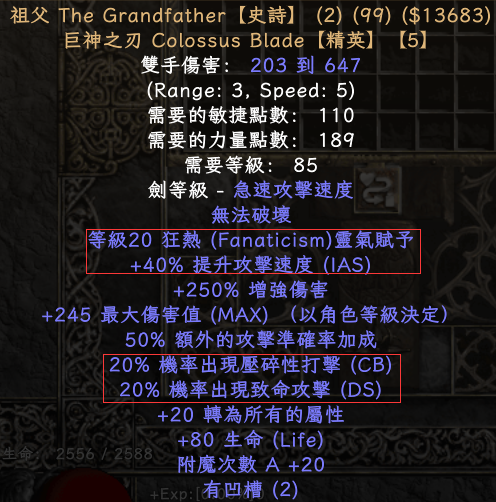 祖父 The Grandfather【史詩】 (2) (99) ($13683)
巨神之刃 Colossus Blade【精英】 【5】
雙手傷害： 203 到 647
(Range: 3, Speed: 5)
需要的敏捷點數： 110
需要的力量點數： 189
需要等級： 85
劍等級 - 急速攻擊速度
無法破壞
等級20 狂熱 (Fanaticism)靈氣賦予
+40% 提升攻擊速度 (IAS)
+250% 增強傷害
+245 最大傷害值 (MAX) （以角色等級決定）
50% 額外的攻擊準確率加成
20% 機率出現壓碎性打擊 (CB)
20% 機率出現致命攻擊 (DS)
+20 轉為所有的屬性
+80 生命 (Life)
附魔次數 A +20
生命： 2556 / 2588
有凹槽 (2)
+Exp: